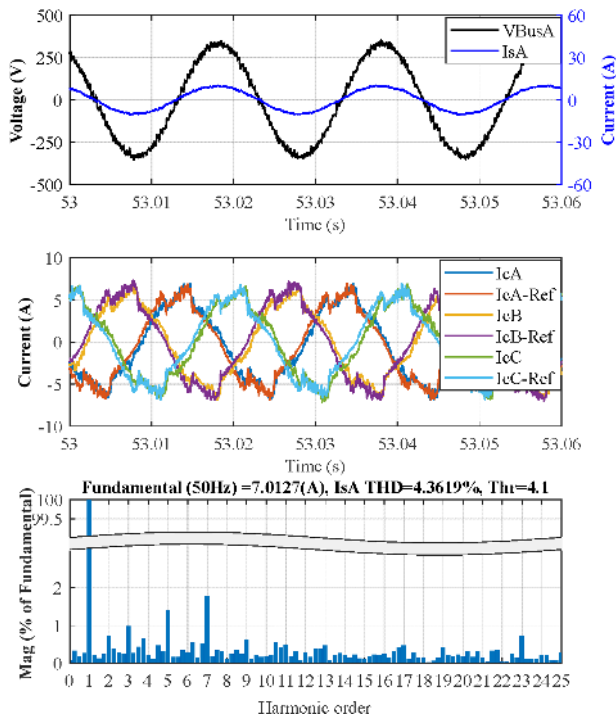 500
250
0
-250
-500
Voltage (V)
60
30
0
-30
-60
Current (A)
VBusA
IsA
53 53.01 53.02 53.03 53.04 53.05 53.06
Time (s)
10
5
0
-5
-10
Current (A)
IcA
IcA-Ref
IcB
IcB-Ref
IcC
IcC-Ref
53 53.01 53.02 53.03 53.04 53.05 53.06
Time (s)
Fundamental (50Hz) =7.0127(A), IsA THD=4.3619%, Thr=4.1
100
99.5
2
1
0
Mag (% of Fundamental)
0 1 2 3 4 5 6 7 8 9 10 11 12 13 14 15 16 17 18 19 20 21 22 23 24 25
Harmonic order